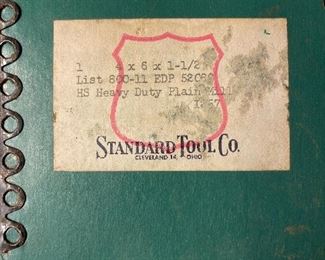 1 4 x 6 x 1-1/2
List 800-11 EDP
HS Heavy Duty Plain Mill
STANDARD TOOL CO.
CLEVELAND 14, OHIO